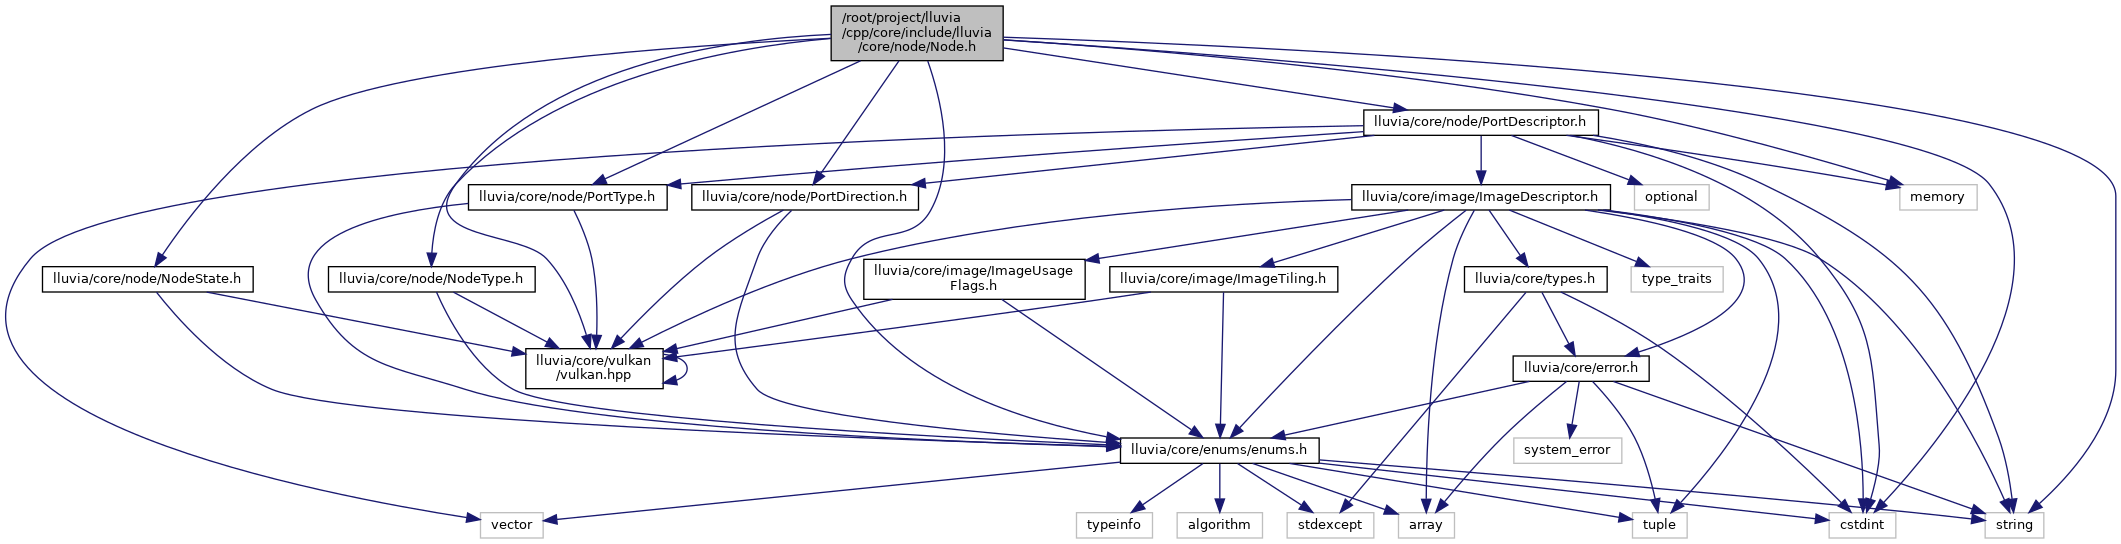 /root/project/lluvia
/cpp/core/include/lluvia
/core/node/Node.h
lluvia/core/node/PortDescriptor.h
lluvia/core/node/PortType.h
lluvia/core/node/PortDirection.h
lluvia/core/image/ImageDescriptor.h
optional
memory
lluvia/core/node/NodeState.h
lluvia/core/node/NodeType.h
lluvia/core/image/ImageUsage
Flags.h
lluvia/core/image/ImageTiling.h
lluvia/core/types.h
type_traits
lluvia/core/vulkan
/vulkan.hpp
lluvia/core/error.h
lluvia/core/enums/enums.h
system_error
vector
typeinfo
algorithm
stdexcept
array
tuple
cstdint
string